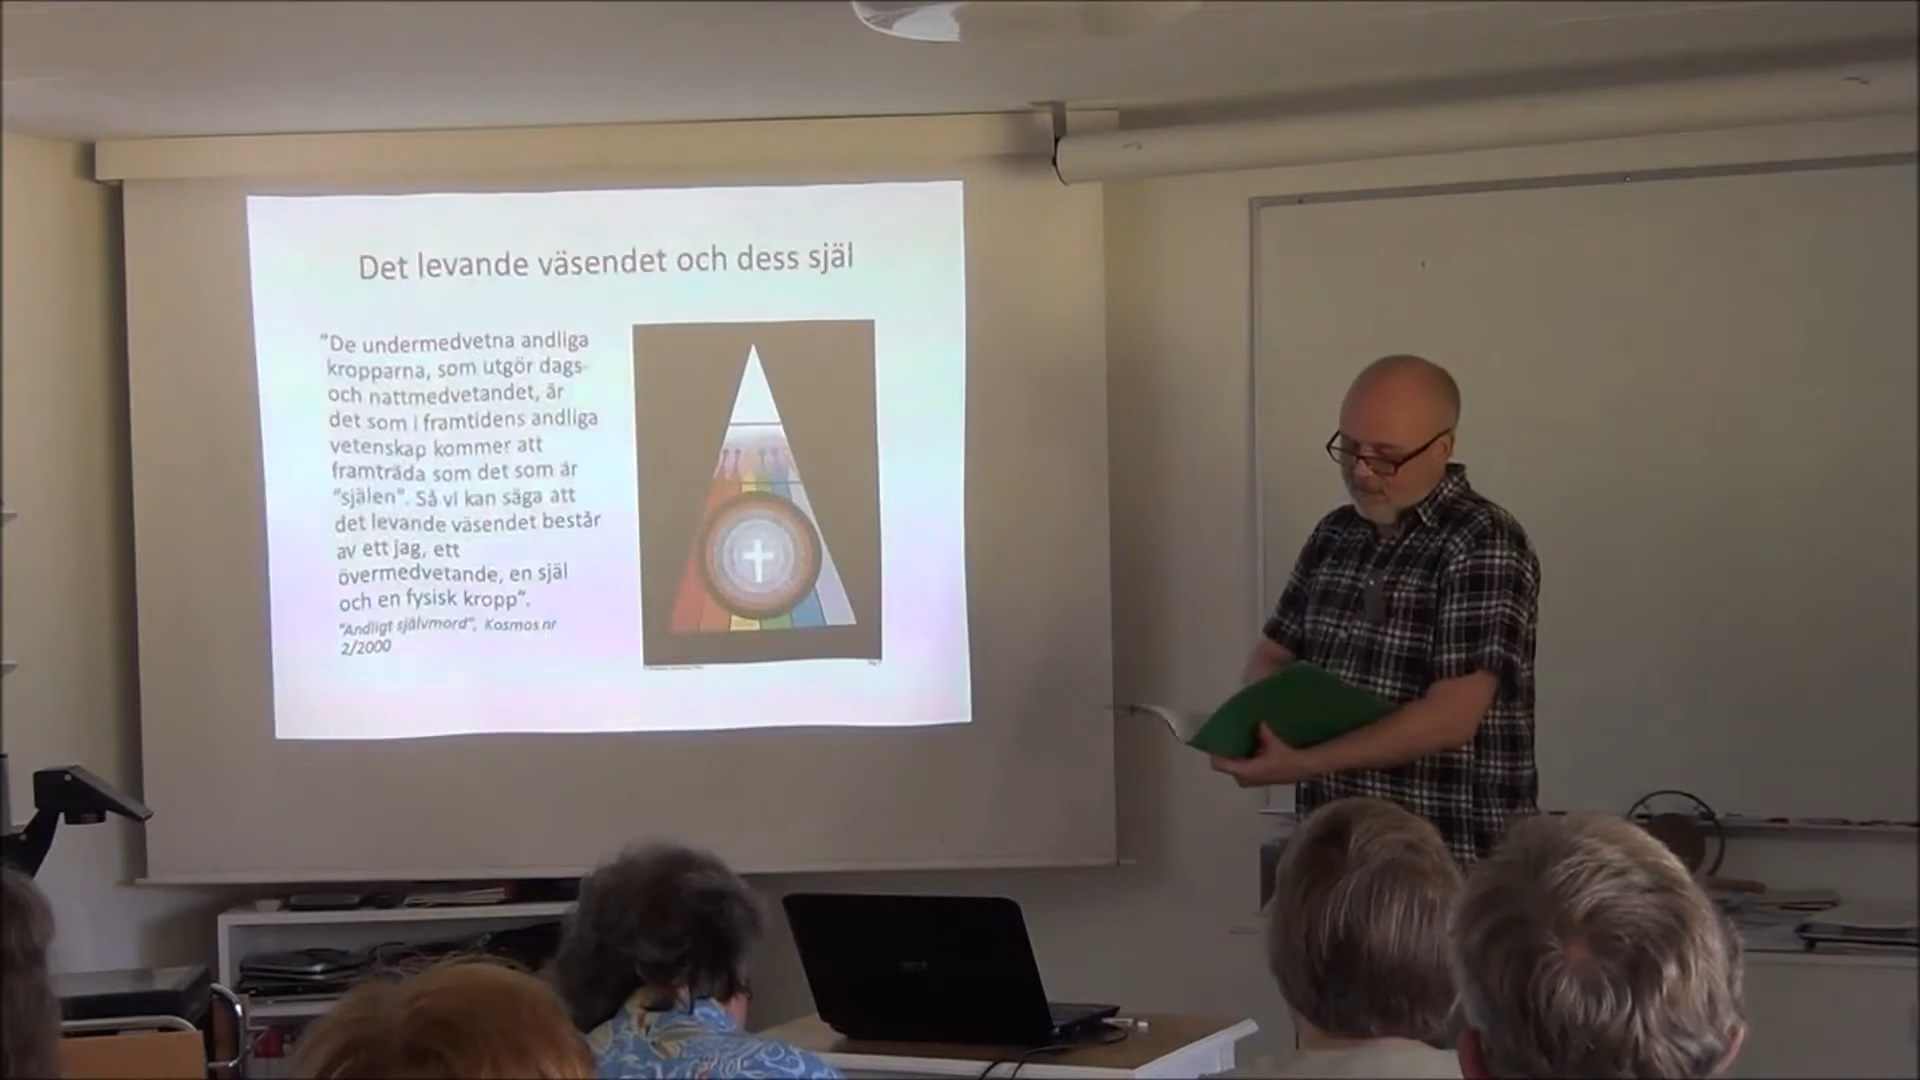 Det levande väsendet och dess själ
"De undermedvetna andliga
kropparna, som utgör dags-
och nattmedvetandet, är
det som i framtidens andliga
vetenskap kommer att
framträda som det som är
"själen". Så vi kan säga att
det levande väsendet består
av ett jag, ett
övermedvetande, en själ
och en fysisk kropp".
"Andligt självmord", Kosmos nr
2/2000